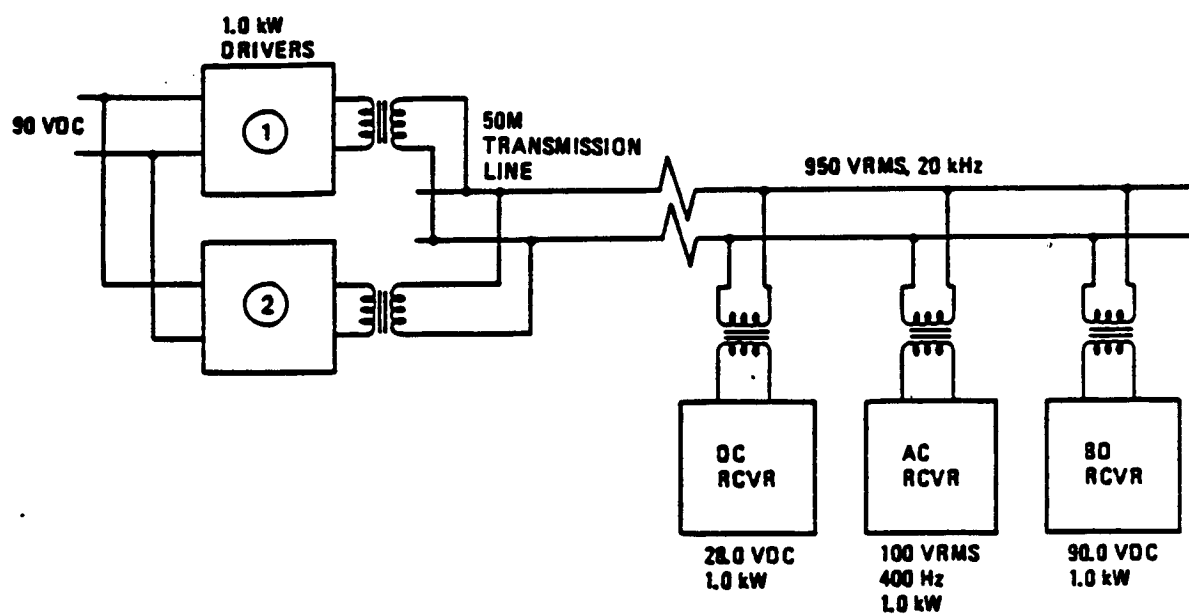 1.0 kW
DRIVERS
90 VDC
1
2
50M
TRANSMISSION
LINE
950 VRMS, 20 kHz
DC
RCVR
28.0 VDC
1.0 kW
AC
RCVR
100 VRMS
400 Hz
1.0 kW
BD
RCVR
90.0 VDC
1.0 kW